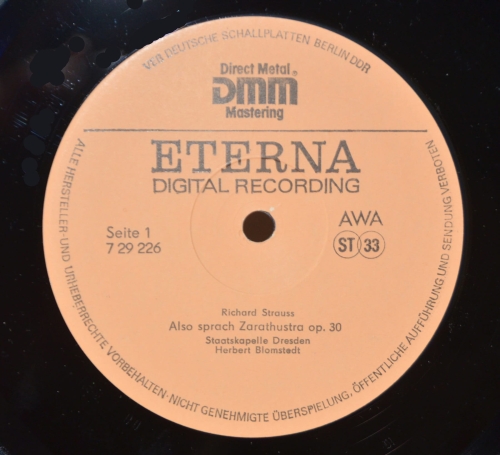 VEB DEUTSCHE SCHALLPLATTEN BERLIN DDR
Direct Metal
DMM®
Mastering
ETERNA
DIGITAL RECORDING
Seite 1
7 29 226
AWA
ST 33
Richard Strauss
Also sprach Zarathustra op. 30
Staatskapelle Dresden
Herbert Blomstedt
ALLE HERSTELLER- UND URHEBERRECHTE VORBEHALTEN · NICHT GENEHMIGTE ÜBERSPIELUNG, ÖFFENTLICHE AUFFÜHRUNG UND SENDUNG VERBOTEN